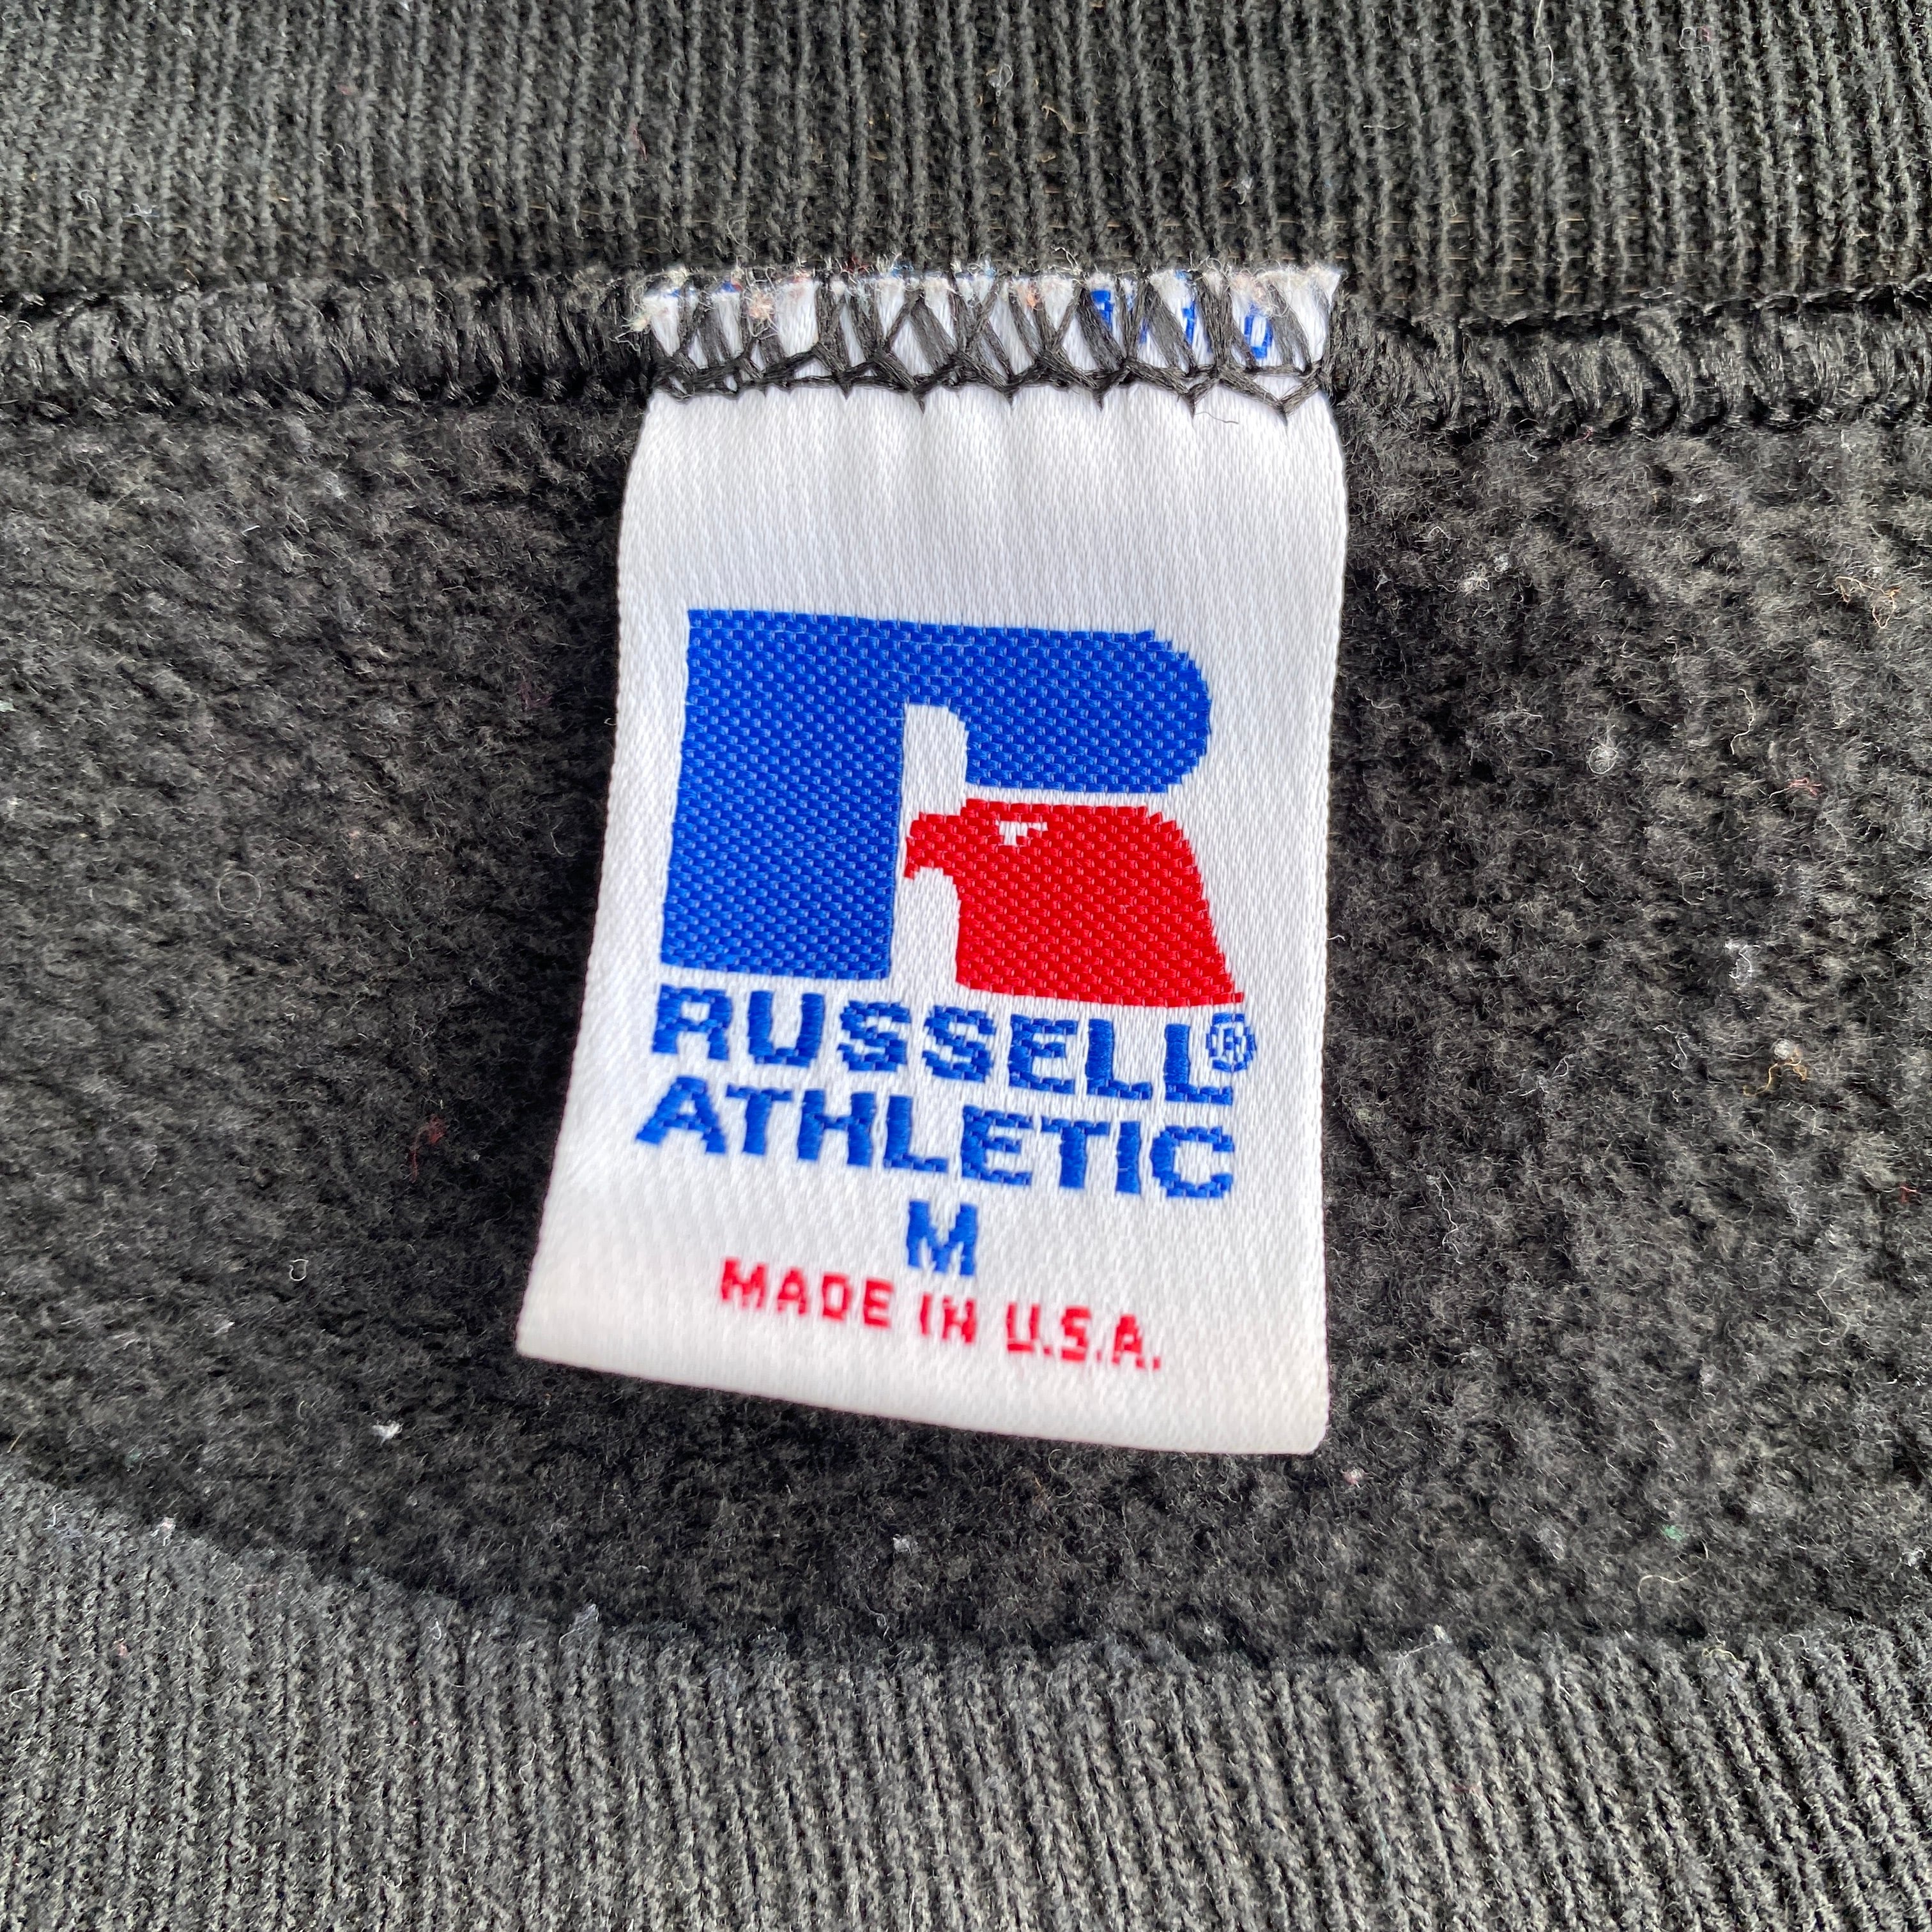 RUSSELL®
ATHLETIC
M
MADE IN U.S.A.